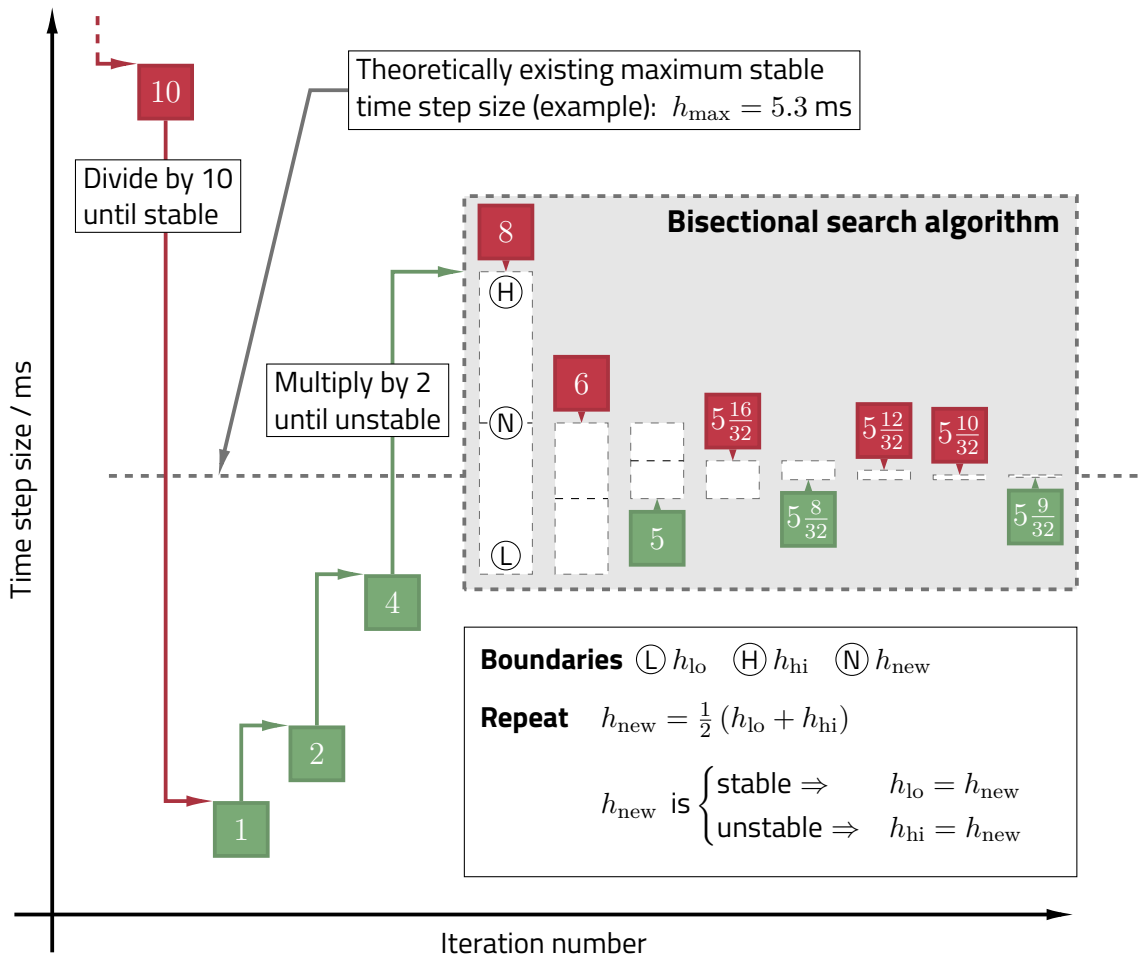 10
Theoretically existing maximum stable
time step size (example): h_max = 5.3 ms
Divide by 10
until stable
Bisectional search algorithm
8
H
Multiply by 2
until unstable
N
6
5 16/32
5 12/32
5 10/32
5
5 8/32
5 9/32
L
4
2
1
Time step size / ms
Boundaries Ⓛ h_lo Ⓗ h_hi Ⓝ h_new
Repeat h_new = 1/2 (h_lo + h_hi)
h_new is { stable ⇒ h_lo = h_new
unstable ⇒ h_hi = h_new
Iteration number